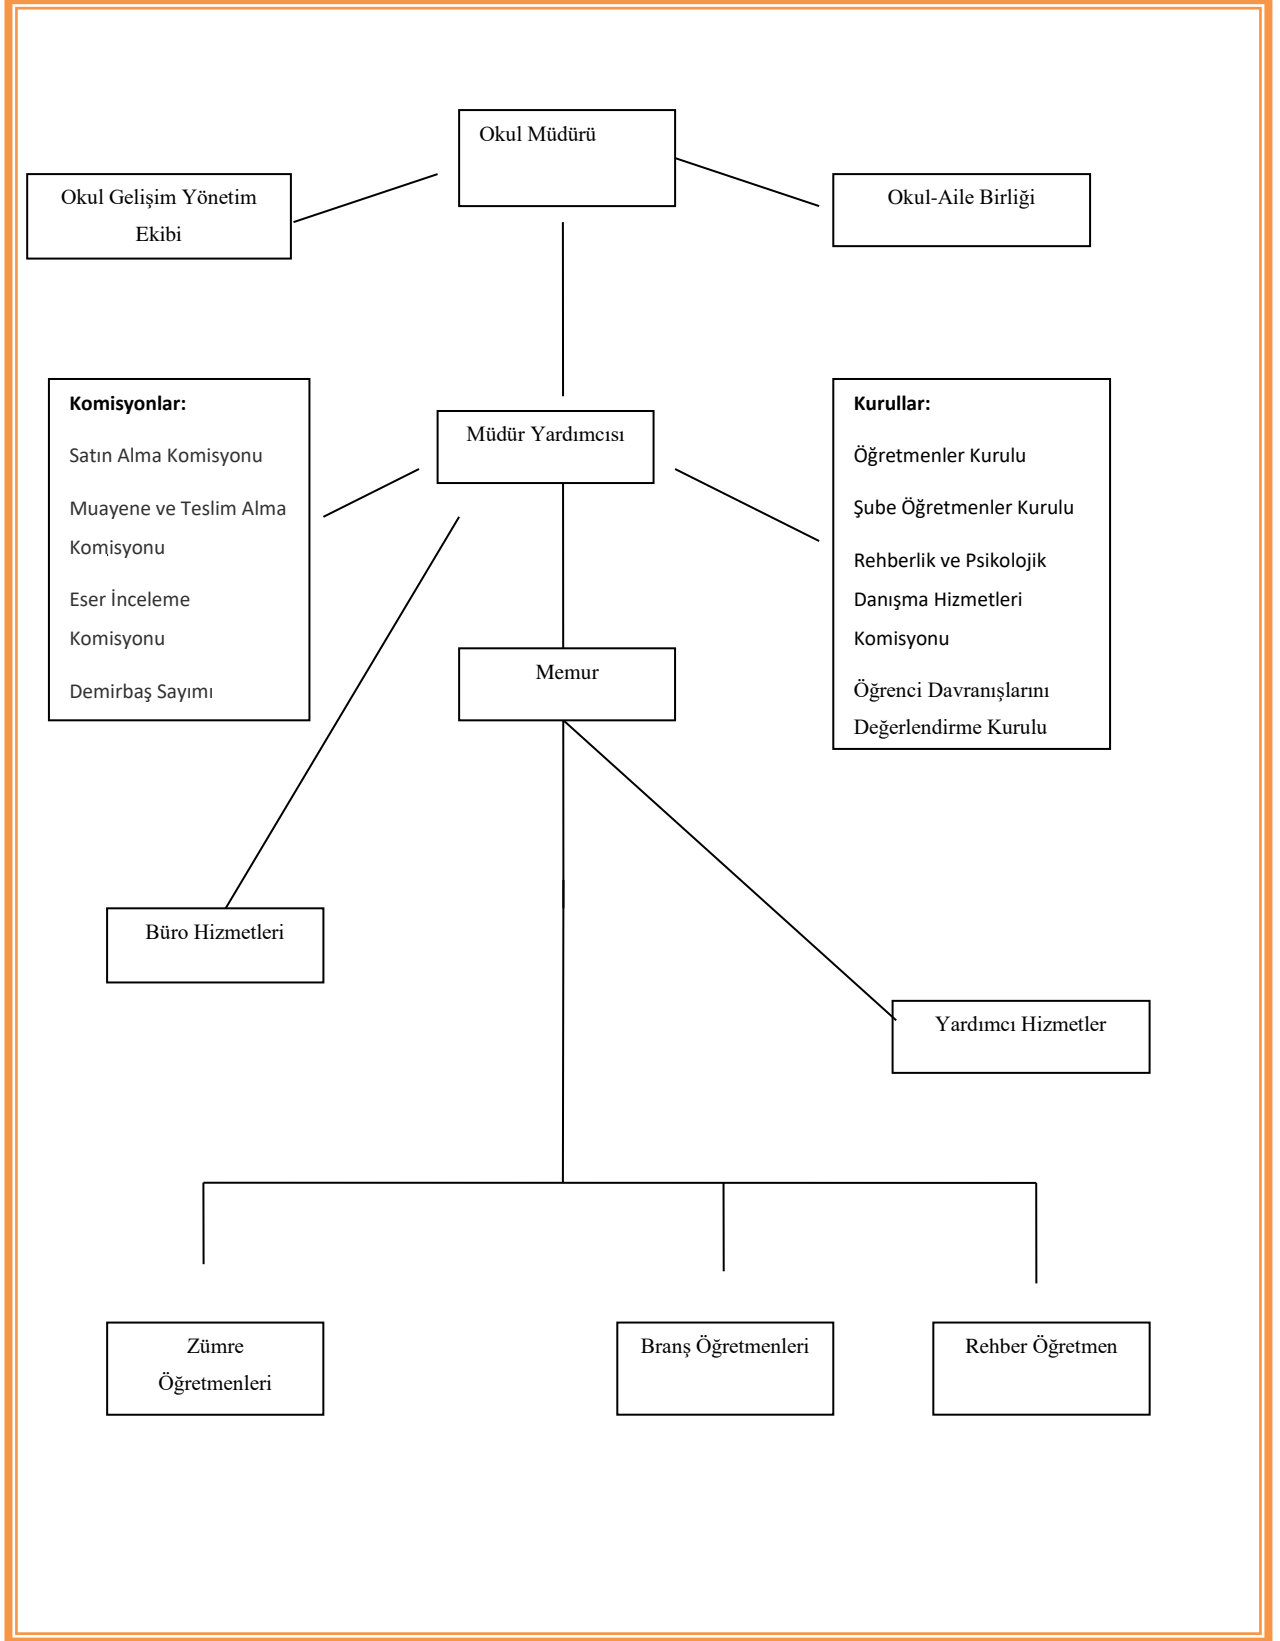 Okul Müdürü
Okul Gelişim Yönetim
Ekibi
Okul-Aile Birliği
Komisyonlar:
Satın Alma Komisyonu
Muayene ve Teslim Alma
Komisyonu
Eser İnceleme
Komisyonu
Demirbaş Sayımı
Müdür Yardımcısı
Kurullar:
Öğretmenler Kurulu
Şube Öğretmenler Kurulu
Rehberlik ve Psikolojik
Danışma Hizmetleri
Komisyonu
Öğrenci Davranışlarını
Değerlendirme Kurulu
Memur
Büro Hizmetleri
Yardımcı Hizmetler
Zümre
Öğretmenleri
Branş Öğretmenleri
Rehber Öğretmen